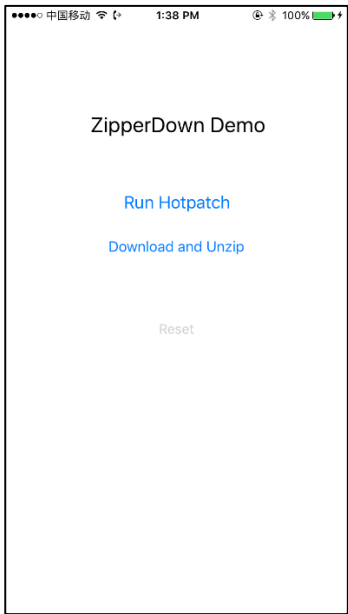 中国移动 1:38 PM 100%
ZipperDown Demo
Run Hotpatch
Download and Unzip
Reset